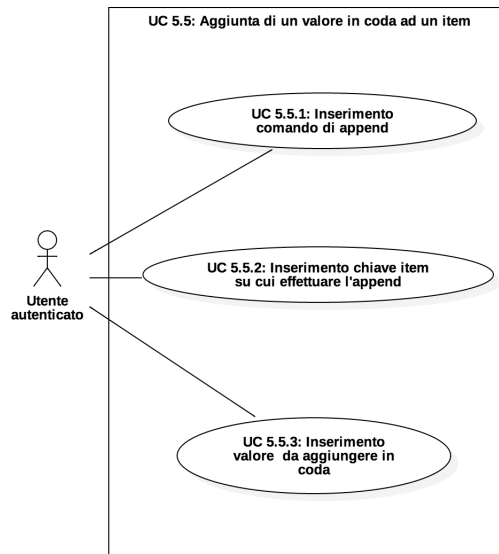 UC 5.5: Aggiunta di un valore in coda ad un item
UC 5.5.1: Inserimento
comando di append
UC 5.5.2: Inserimento chiave item
su cui effettuare l'append
Utente
autenticato
UC 5.5.3: Inserimento
valore  da aggiungere in
coda